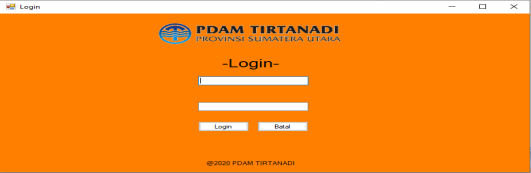 Login
PDAM TIRTANADI
PROVINSI SUMATERA UTARA
-Login-
Login Batal
@2020 PDAM TIRTANADI